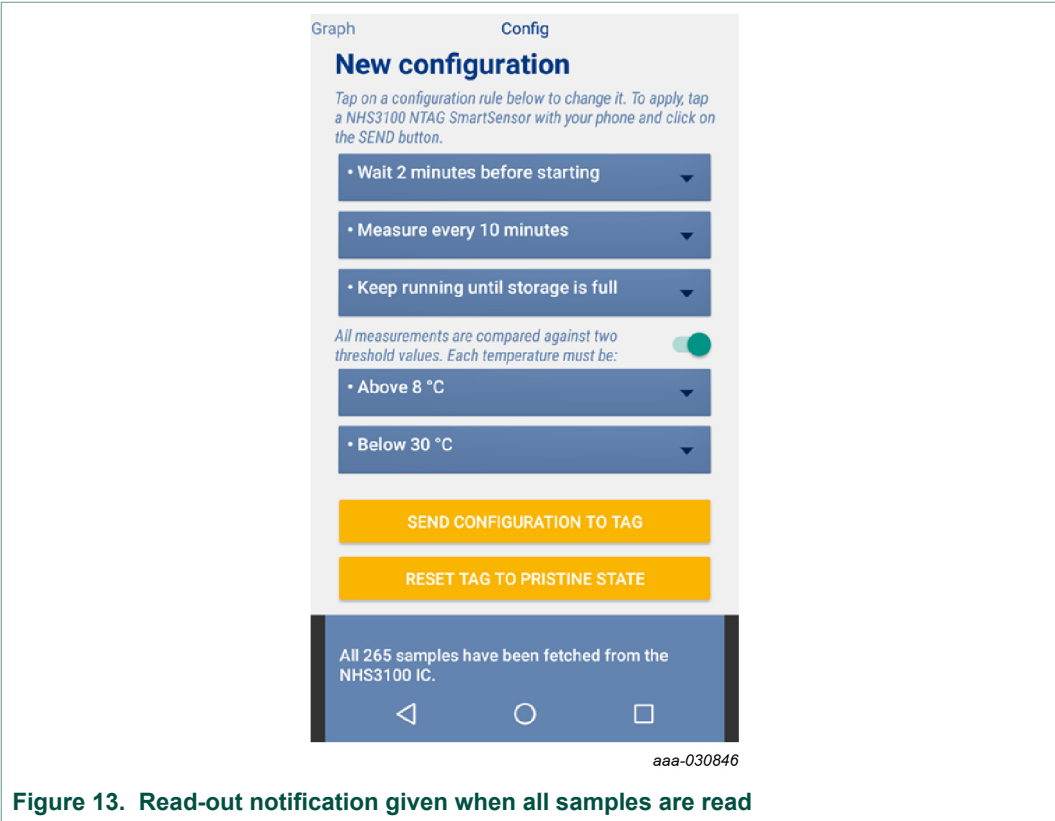 Graph Config
New configuration
Tap on a configuration rule below to change it. To apply, tap
a NHS3100 NTAG SmartSensor with your phone and click on
the SEND button.
• Wait 2 minutes before starting
• Measure every 10 minutes
• Keep running until storage is full
All measurements are compared against two
threshold values. Each temperature must be:
• Above 8 °C
• Below 30 °C
SEND CONFIGURATION TO TAG
RESET TAG TO PRISTINE STATE
All 265 samples have been fetched from the
NHS3100 IC.
aaa-030846
Figure 13. Read-out notification given when all samples are read